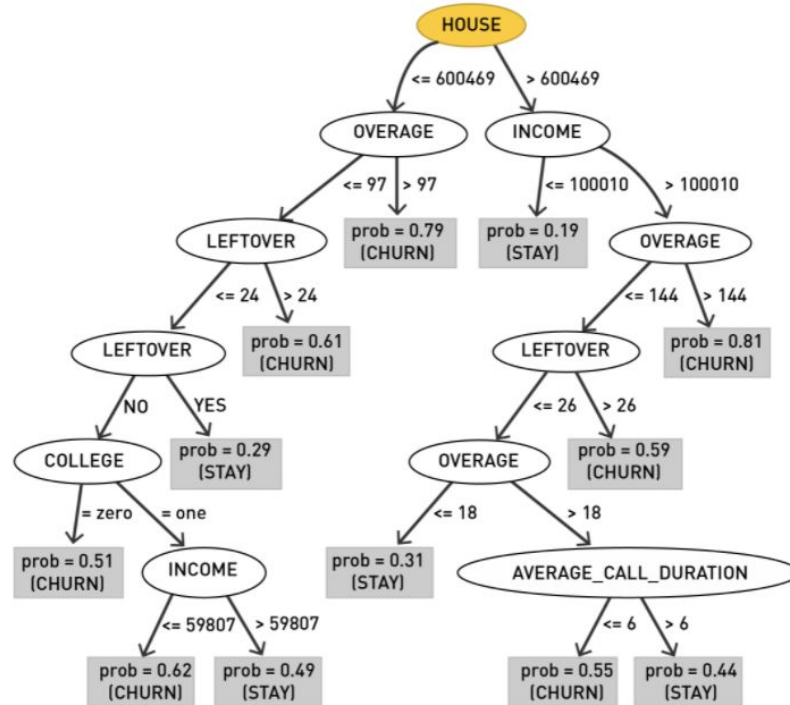 HOUSE
<= 600469
> 600469
OVERAGE
INCOME
<= 97
> 97
<= 100010
> 100010
LEFTOVER
prob = 0.79
(CHURN)
prob = 0.19
(STAY)
OVERAGE
<= 24
> 24
<= 144
> 144
LEFTOVER
prob = 0.61
(CHURN)
LEFTOVER
prob = 0.81
(CHURN)
NO
YES
<= 26
> 26
COLLEGE
prob = 0.29
(STAY)
OVERAGE
prob = 0.59
(CHURN)
= zero
= one
<= 18
> 18
prob = 0.51
(CHURN)
INCOME
prob = 0.31
(STAY)
AVERAGE_CALL_DURATION
<= 59807
> 59807
<= 6
> 6
prob = 0.62
(CHURN)
prob = 0.49
(STAY)
prob = 0.55
(CHURN)
prob = 0.44
(STAY)